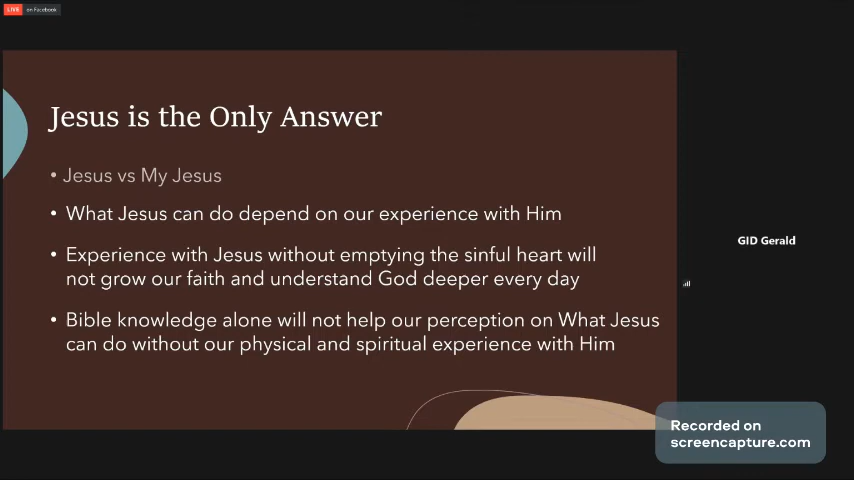 LIVE on Facebook
Jesus is the Only Answer
• Jesus vs My Jesus
• What Jesus can do depend on our experience with Him
• Experience with Jesus without emptying the sinful heart will
not grow our faith and understand God deeper every day
• Bible knowledge alone will not help our perception on What Jesus
can do without our physical and spiritual experience with Him
GID Gerald
Recorded on
screencapture.com